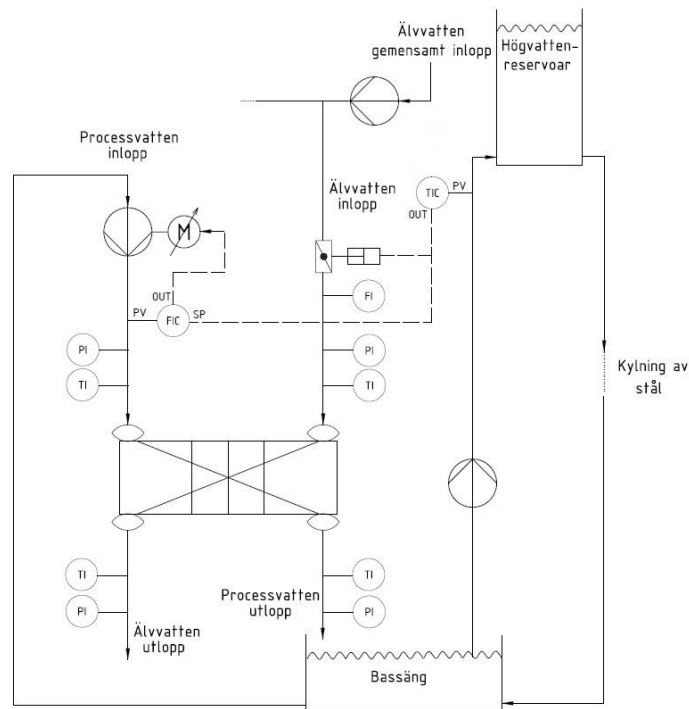 Älvvatten
gemensamt inlopp
Högvatten-
reservoar
Processvatten
inlopp
Älvvatten
inlopp
TIC
PV
OUT
M
FI
OUT
PV
FIC
SP
PI
PI
TI
TI
Kylning av
stål
TI
TI
Processvatten
utlopp
PI
PI
Älvvatten
utlopp
Bassäng